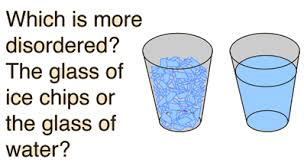 Which is more
disordered?
The glass of
ice chips or
the glass of
water?